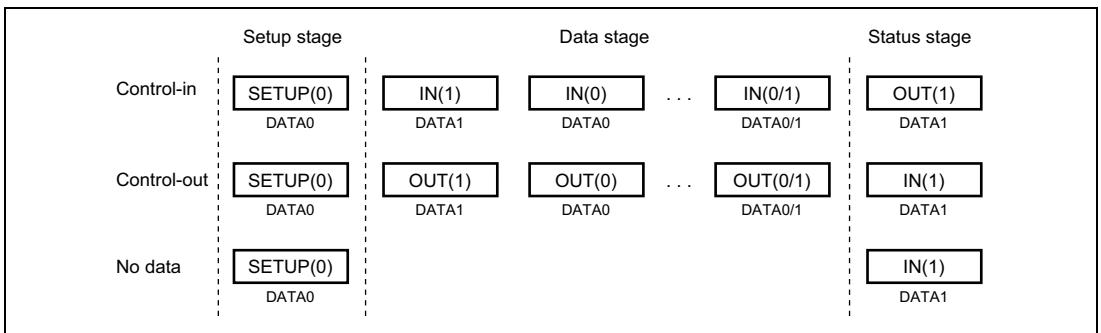 Setup stage Data stage Status stage
Control-in SETUP(0) IN(1) IN(0) . . . IN(0/1) OUT(1)
DATA0 DATA1 DATA0 DATA0/1 DATA1
Control-out SETUP(0) OUT(1) OUT(0) . . . OUT(0/1) IN(1)
DATA0 DATA1 DATA0 DATA0/1 DATA1
No data SETUP(0) IN(1)
DATA0 DATA1